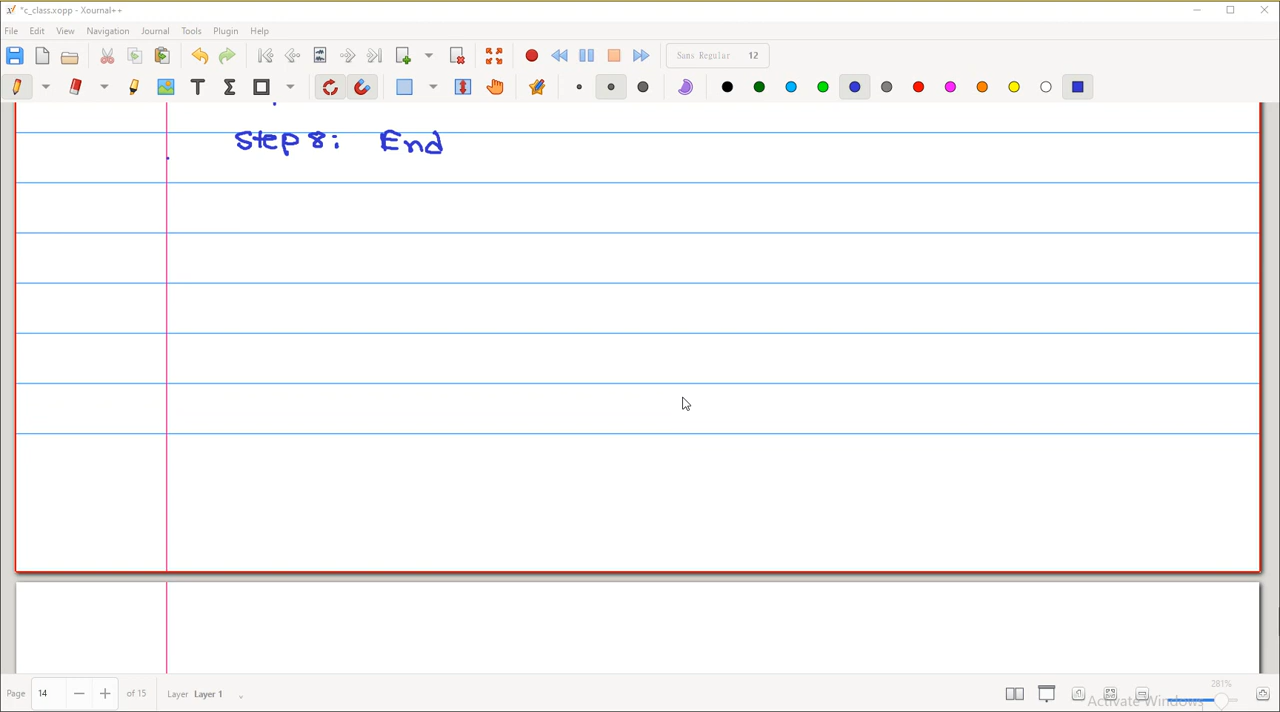 *c_class.xopp - Xournal++
File Edit View Navigation Journal Tools Plugin Help
Sans Regular 12
Step 8: End
Page 14 of 15 Layer Layer 1
281%
Activate Windows